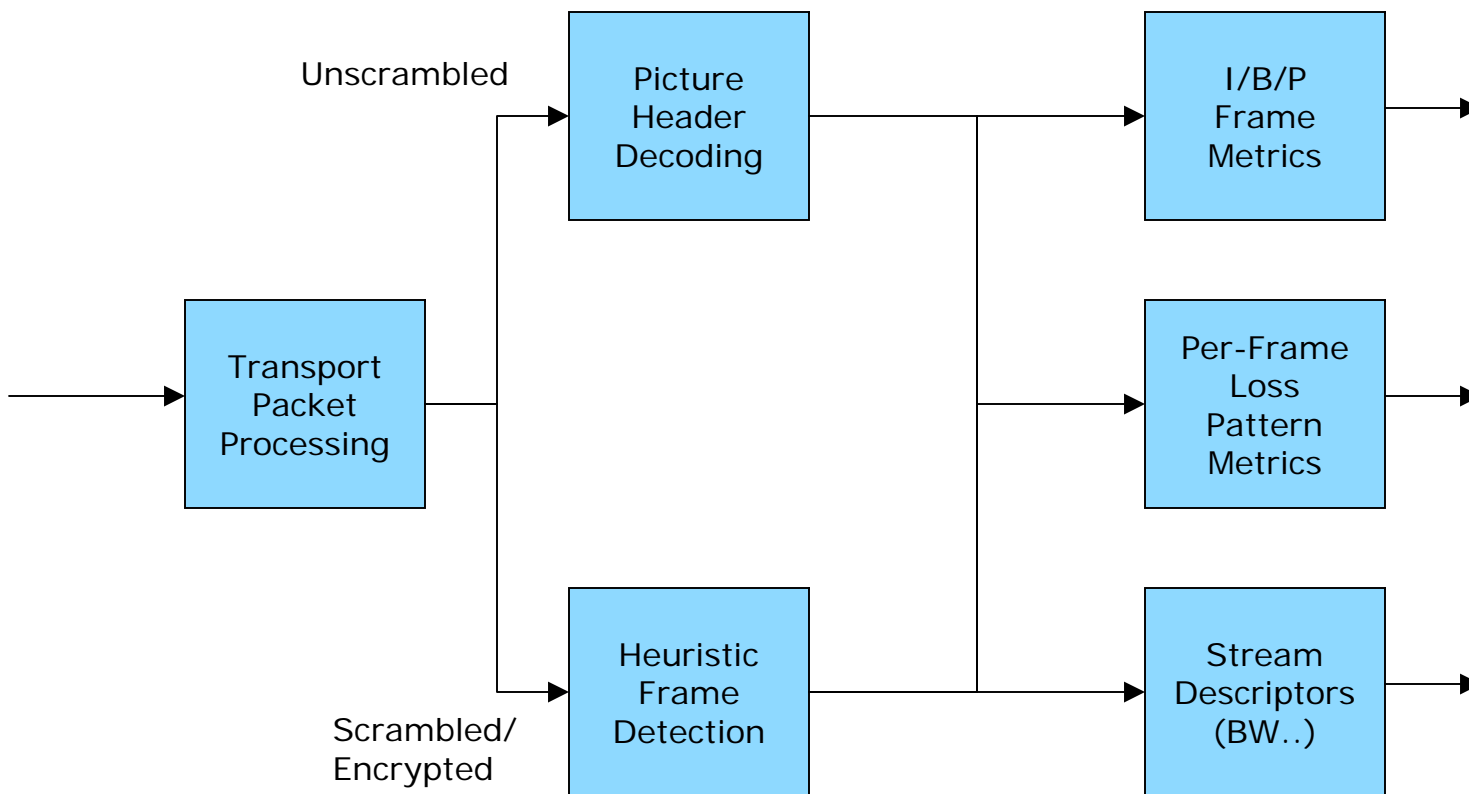 Unscrambled
Picture
Header
Decoding
I/B/P
Frame
Metrics
Transport
Packet
Processing
Per-Frame
Loss
Pattern
Metrics
Scrambled/
Encrypted
Heuristic
Frame
Detection
Stream
Descriptors
(BW..)